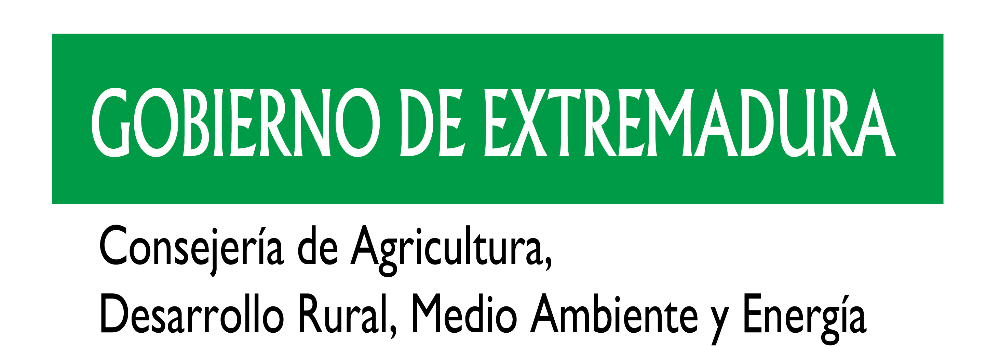 GOBIERNO DE EXTREMADURA
Consejería de Agricultura,
Desarrollo Rural, Medio Ambiente y Energía